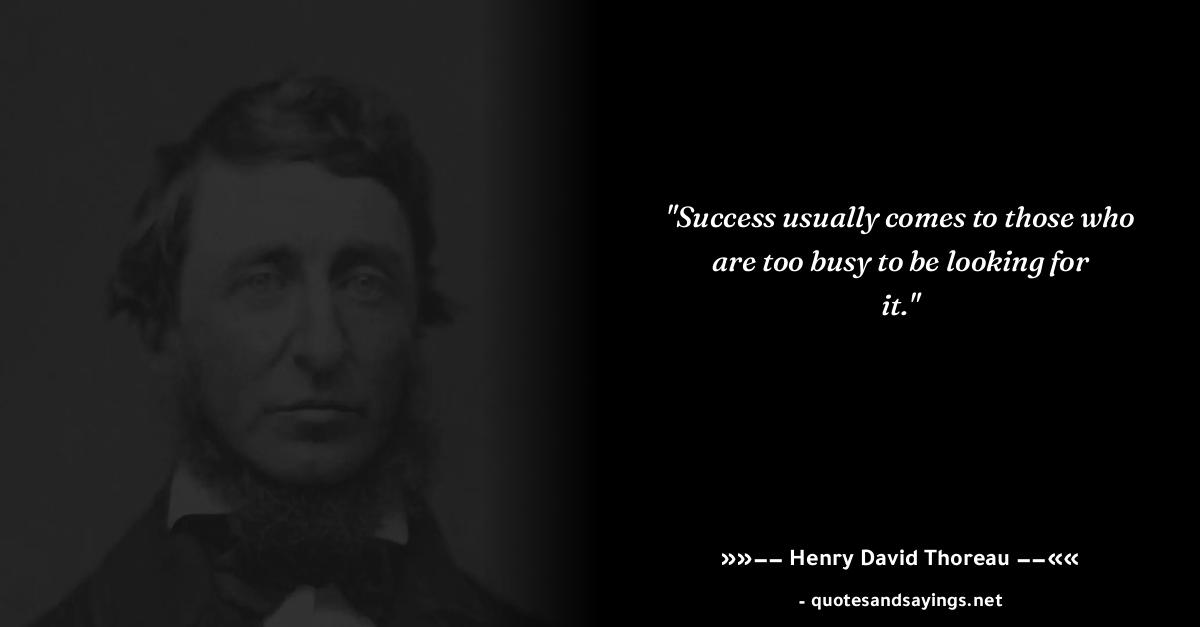 "Success usually comes to those who
are too busy to be looking for
it."
»»–– Henry David Thoreau ––««
- quotesandsayings.net